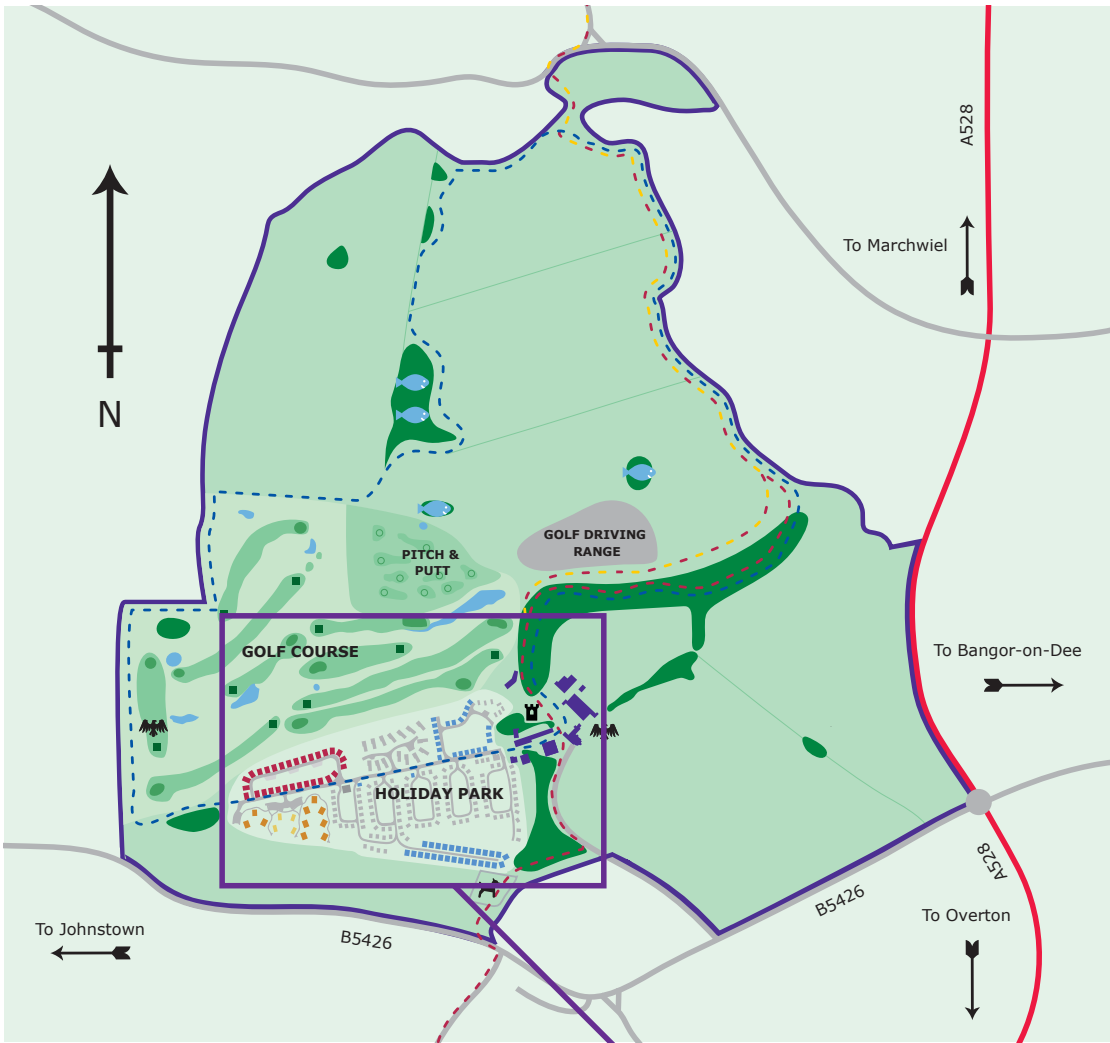 A528
To Marchwiel
N
GOLF DRIVING
RANGE
PITCH &
PUTT
GOLF COURSE
To Bangor-on-Dee
HOLIDAY PARK
A528
B5426
To Overton
To Johnstown
B5426